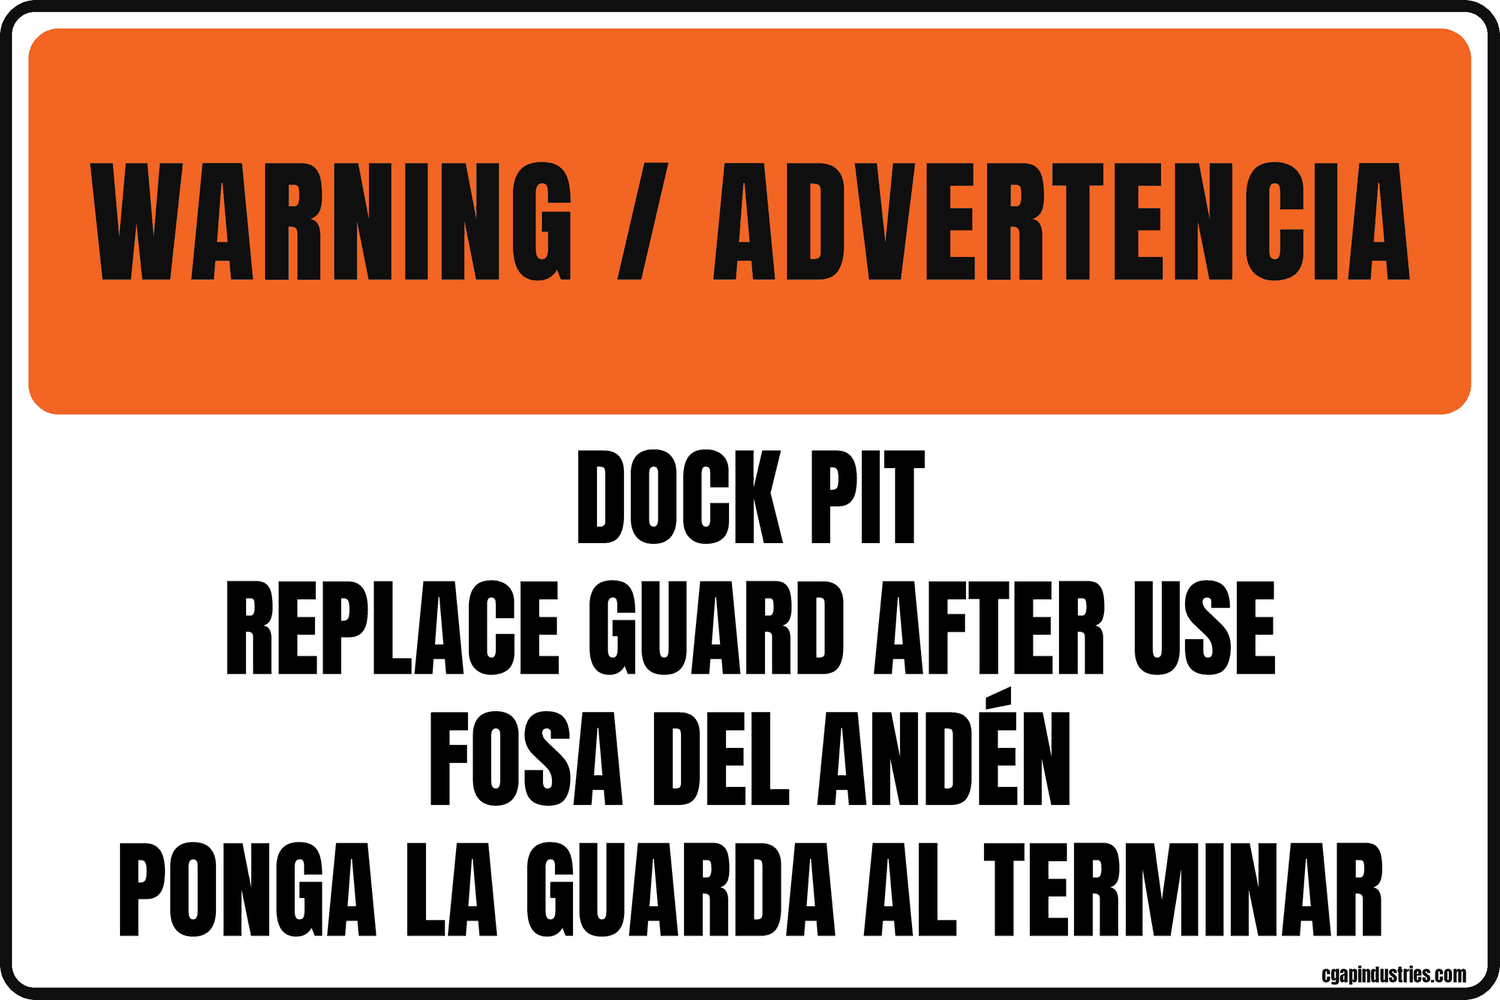 WARNING / ADVERTENCIA
DOCK PIT
REPLACE GUARD AFTER USE
FOSA DEL ANDÉN
PONGA LA GUARDA AL TERMINAR
cgapindustries.com